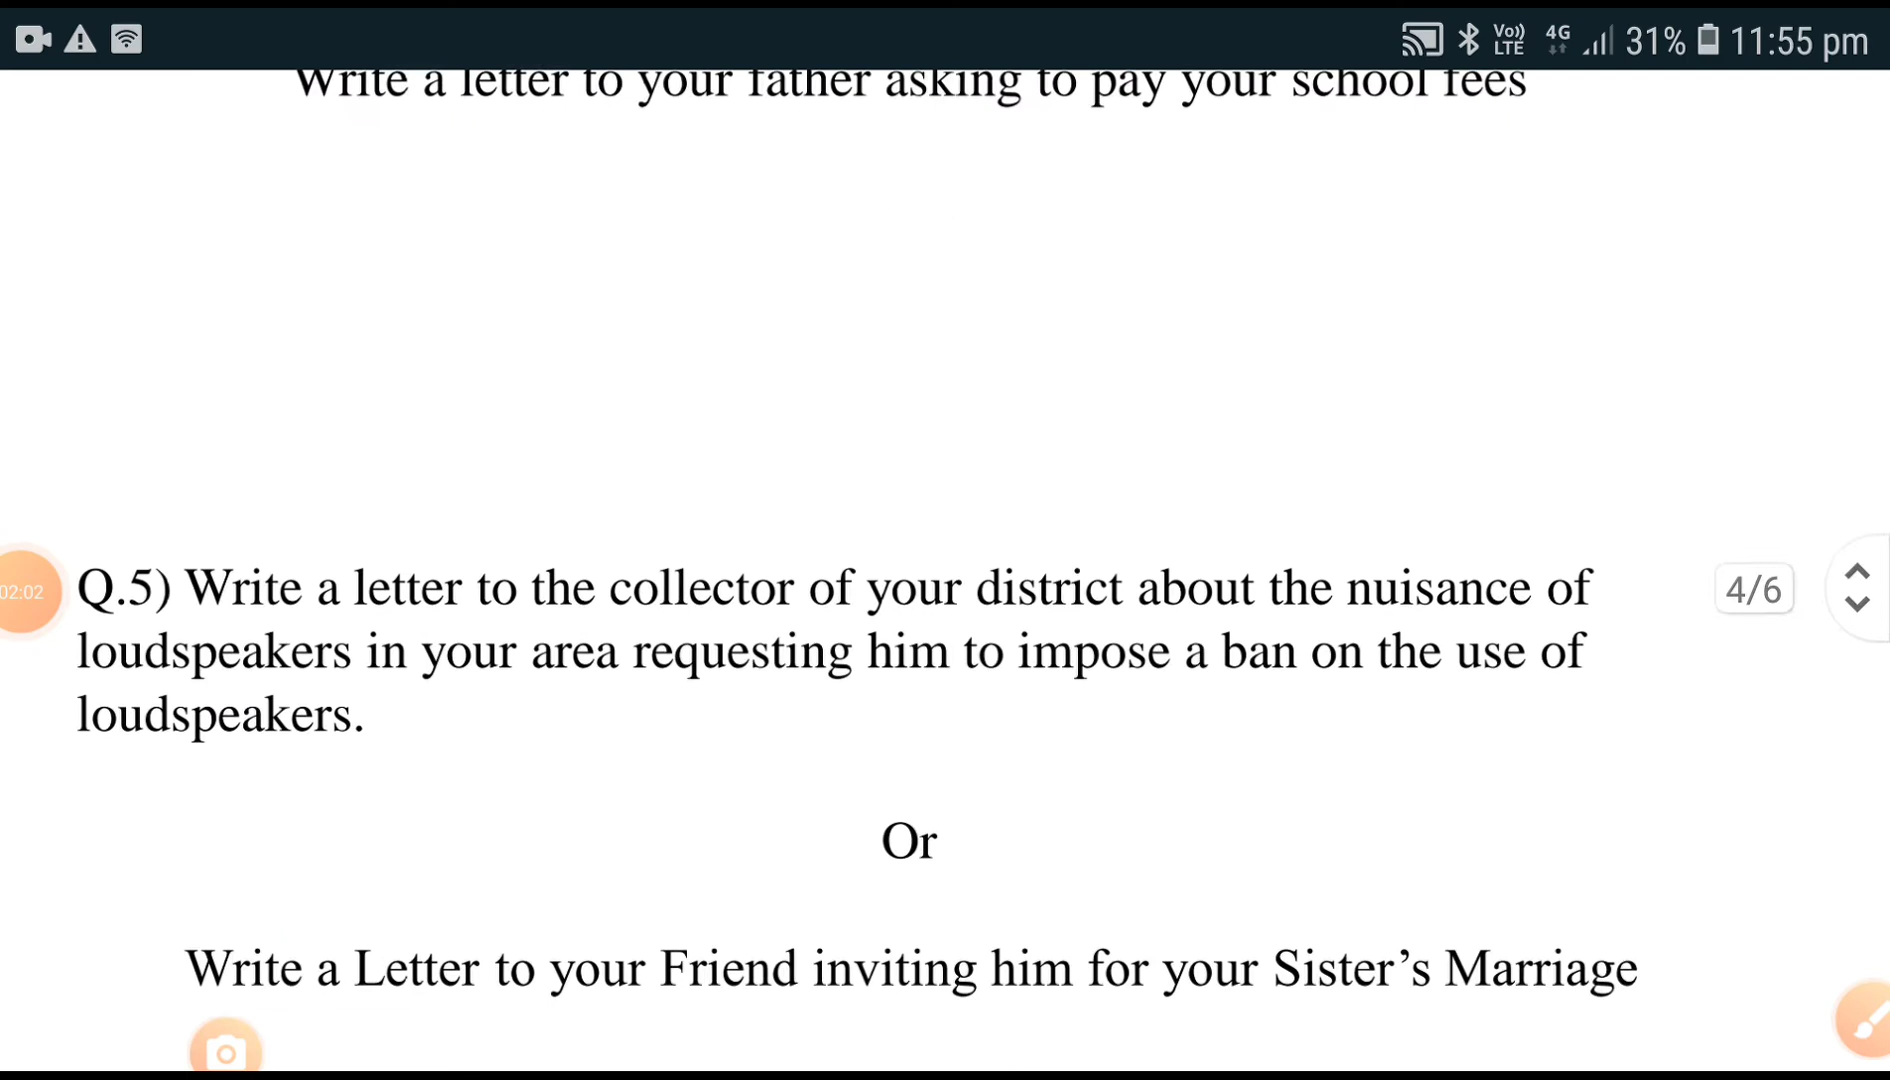 Vo)) LTE 4G 31% 11:55 pm
Write a letter to your father asking to pay your school fees
02:02
Q.5) Write a letter to the collector of your district about the nuisance of
4/6
loudspeakers in your area requesting him to impose a ban on the use of
loudspeakers.
Or
Write a Letter to your Friend inviting him for your Sister’s Marriage